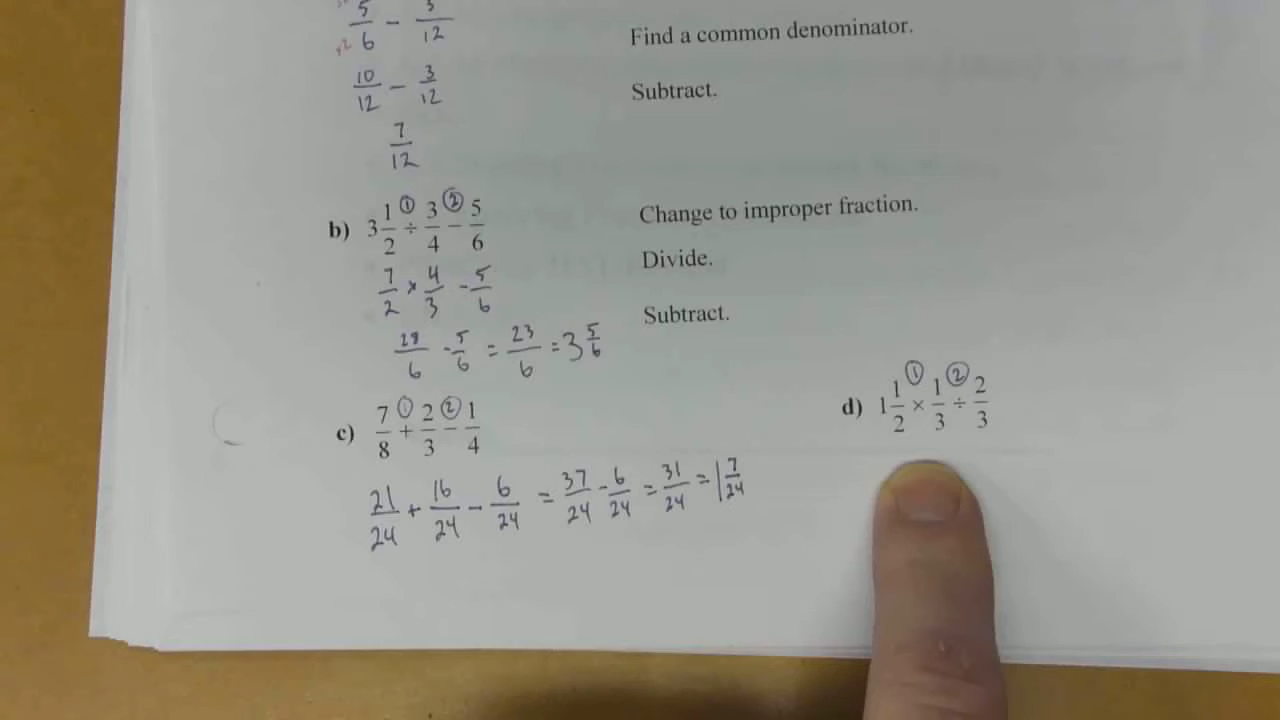 5/6 - 3/12
×2
Find a common denominator.
10/12 - 3/12
Subtract.
7/12
b) 3 1/2 ① ÷ 3/4 ② - 5/6
Change to improper fraction.
7/2 × 4/3 - 5/6
Divide.
28/6 - 5/6 = 23/6 = 3 5/6
Subtract.
c) 7/8 ① + 2/3 ② - 1/4
21/24 + 16/24 - 6/24 = 37/24 - 6/24 = 31/24 = 1 7/24
d) 1 1/2 ① × 1/3 ② ÷ 2/3